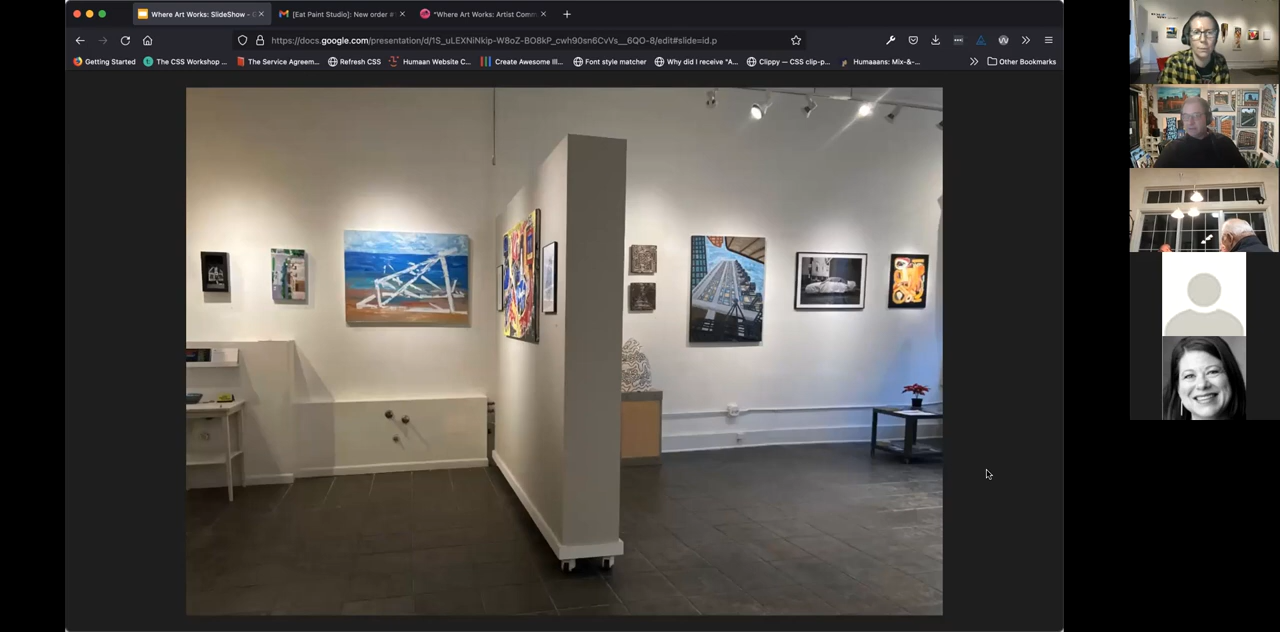 Where Art Works: SlideShow - G
[Eat Paint Studio]: New order #
"Where Art Works: Artist Comm
https://docs.google.com/presentation/d/1S_uLEXNiNkip-W8oZ-BO8kP_cwh90sn6CvVs__6QO-8/edit#slide=id.p
Getting Started
The CSS Workshop ...
The Service Agreem...
Refresh CSS
Humaan Website C...
Create Awesome Ill...
Font style matcher
Why did I receive "A...
Clippy — CSS clip-p...
Humaaans: Mix-&-...
Other Bookmarks